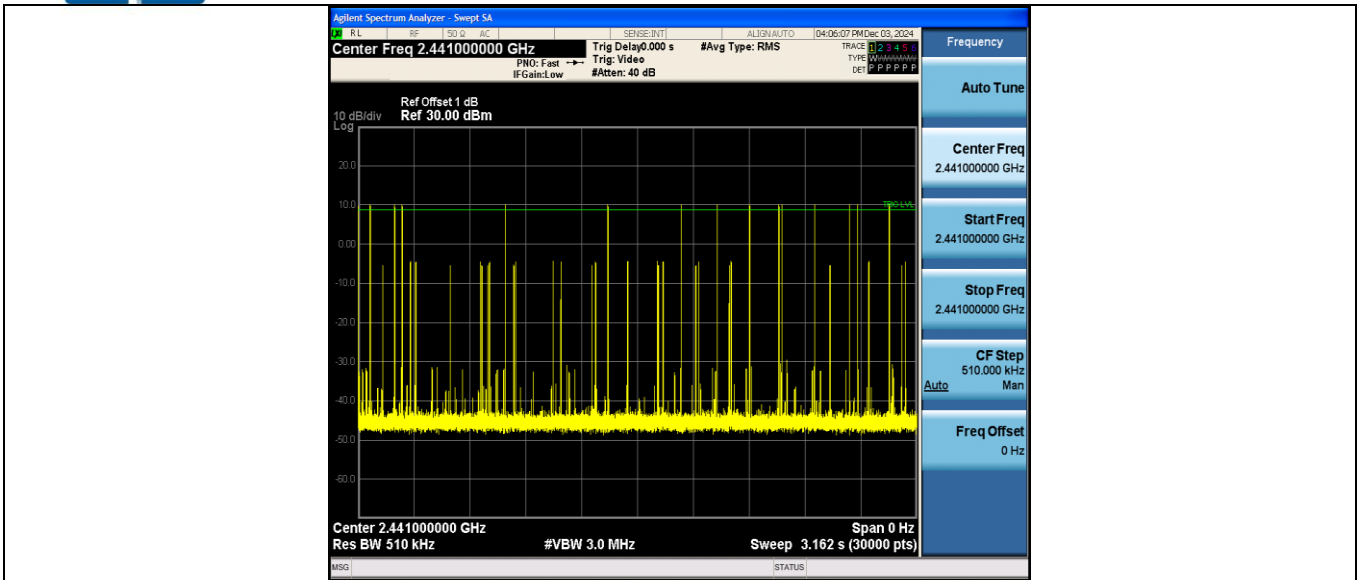 Agilent Spectrum Analyzer - Swept SA
RL RF 50 Ω AC SENSE:INT ALIGNAUTO 04:06:07 PM Dec 03, 2024
Center Freq 2.441000000 GHz
PNO: Fast
IFGain:Low
Trig Delay0.000 s
Trig: Video
#Atten: 40 dB
#Avg Type: RMS
TRACE 1 2 3 4 5 6
TYPE W
DET P P P P P P
Ref Offset 1 dB
10 dB/div Ref 30.00 dBm
Log
20.0
10.0
TRIG LVL
0.00
-10.0
-20.0
-30.0
-40.0
-50.0
-60.0
Center 2.441000000 GHz Span 0 Hz
Res BW 510 kHz #VBW 3.0 MHz Sweep 3.162 s (30000 pts)
MSG STATUS
Frequency
Auto Tune
Center Freq
2.441000000 GHz
Start Freq
2.441000000 GHz
Stop Freq
2.441000000 GHz
CF Step
510.000 kHz
Auto Man
Freq Offset
0 Hz